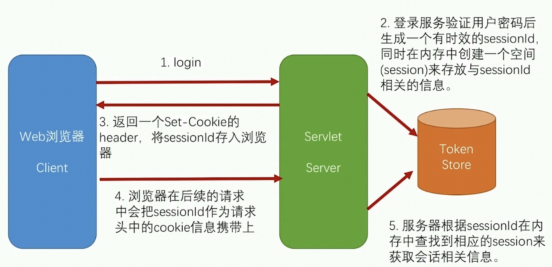 1. login
2. 登录服务验证用户密码后
生成一个有时效的sessionId,
同时在内存中创建一个空间
(session)来存放与sessionId
相关的信息。
3. 返回一个Set-Cookie的
header，将sessionId存入浏览
器
Web浏览器
Client
Servlet
Server
Token
Store
4. 浏览器在后续的请求
中会把sessionId作为请求
头中的cookie信息携带上
5. 服务器根据sessionId在内
存中查找到相应的session来
获取会话相关信息。